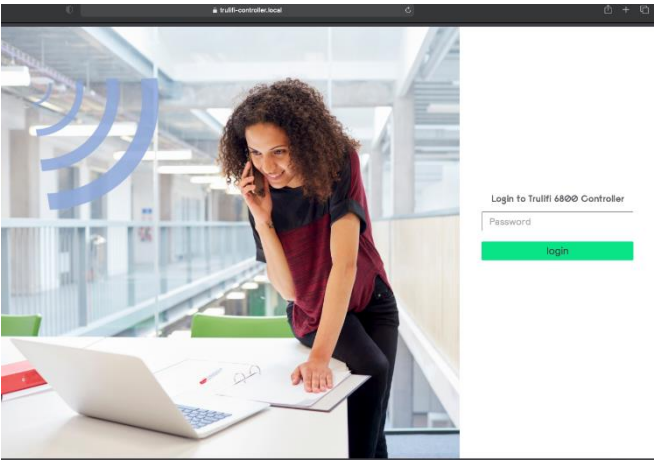 trulifi-controller.local
Login to Trulifi 6800 Controller
Password
login